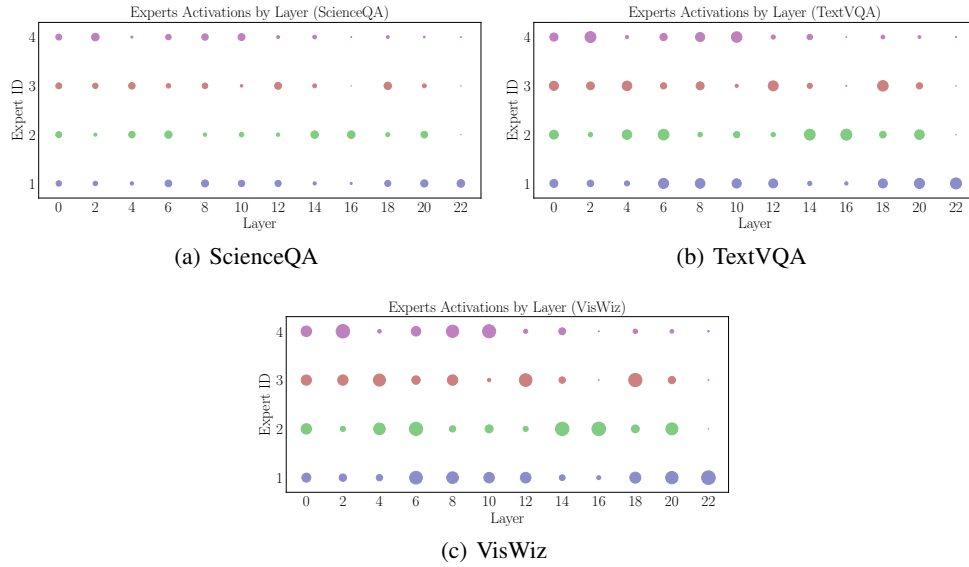 Experts Activations by Layer (ScienceQA)
Expert ID
4
3
2
1
0 2 4 6 8 10 12 14 16 18 20 22
Layer
(a) ScienceQA
Experts Activations by Layer (TextVQA)
Expert ID
4
3
2
1
0 2 4 6 8 10 12 14 16 18 20 22
Layer
(b) TextVQA
Experts Activations by Layer (VisWiz)
Expert ID
4
3
2
1
0 2 4 6 8 10 12 14 16 18 20 22
Layer
(c) VisWiz